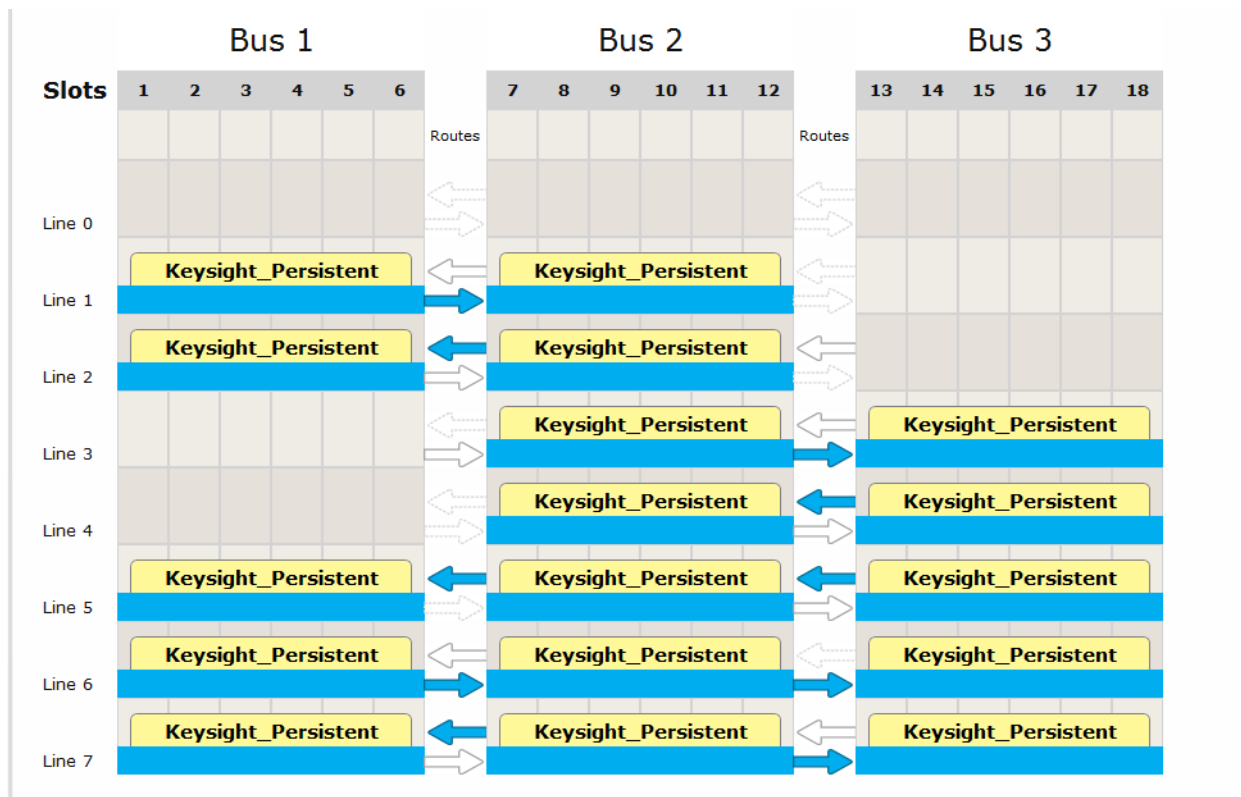 Bus 1 Bus 2 Bus 3
Slots 1 2 3 4 5 6 7 8 9 10 11 12 13 14 15 16 17 18
Routes Routes
Line 0
Keysight_Persistent Keysight_Persistent
Line 1
Keysight_Persistent Keysight_Persistent
Line 2
Keysight_Persistent Keysight_Persistent
Line 3
Keysight_Persistent Keysight_Persistent
Line 4
Keysight_Persistent Keysight_Persistent Keysight_Persistent
Line 5
Keysight_Persistent Keysight_Persistent Keysight_Persistent
Line 6
Keysight_Persistent Keysight_Persistent Keysight_Persistent
Line 7